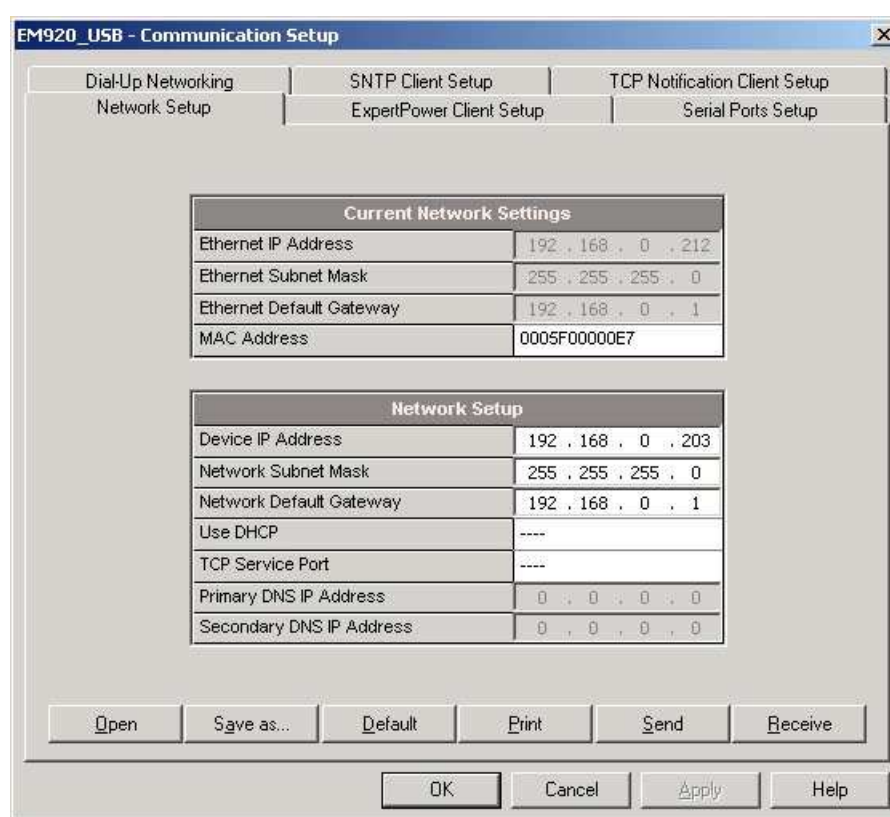 EM920_USB - Communication Setup
Dial-Up Networking SNTP Client Setup TCP Notification Client Setup
Network Setup ExpertPower Client Setup Serial Ports Setup
Current Network Settings
Ethernet IP Address 192 . 168 . 0 . 212
Ethernet Subnet Mask 255 . 255 . 255 . 0
Ethernet Default Gateway 192 . 168 . 0 . 1
MAC Address 0005F00000E7
Network Setup
Device IP Address 192 . 168 . 0 . 203
Network Subnet Mask 255 . 255 . 255 . 0
Network Default Gateway 192 . 168 . 0 . 1
Use DHCP ----
TCP Service Port ----
Primary DNS IP Address 0 . 0 . 0 . 0
Secondary DNS IP Address 0 . 0 . 0 . 0
Open Save as... Default Print Send Receive
OK Cancel Apply Help